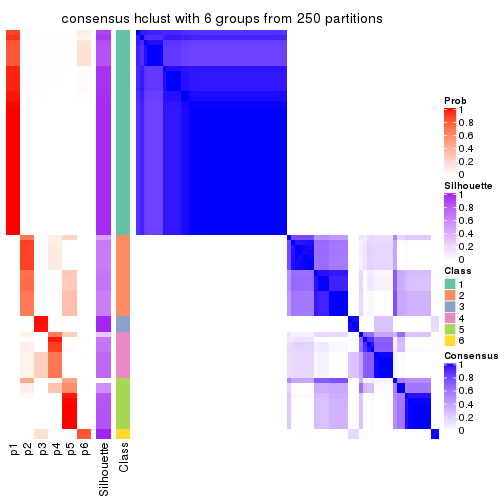 consensus hclust with 6 groups from 250 partitions
Prob
1
0.8
0.6
0.4
0.2
0
Silhouette
1
0.8
0.6
0.4
0.2
0
Class
1
2
3
4
5
6
Consensus
1
0.8
0.6
0.4
0.2
0
p1
p2
p3
p4
p5
p6
Silhouette
Class